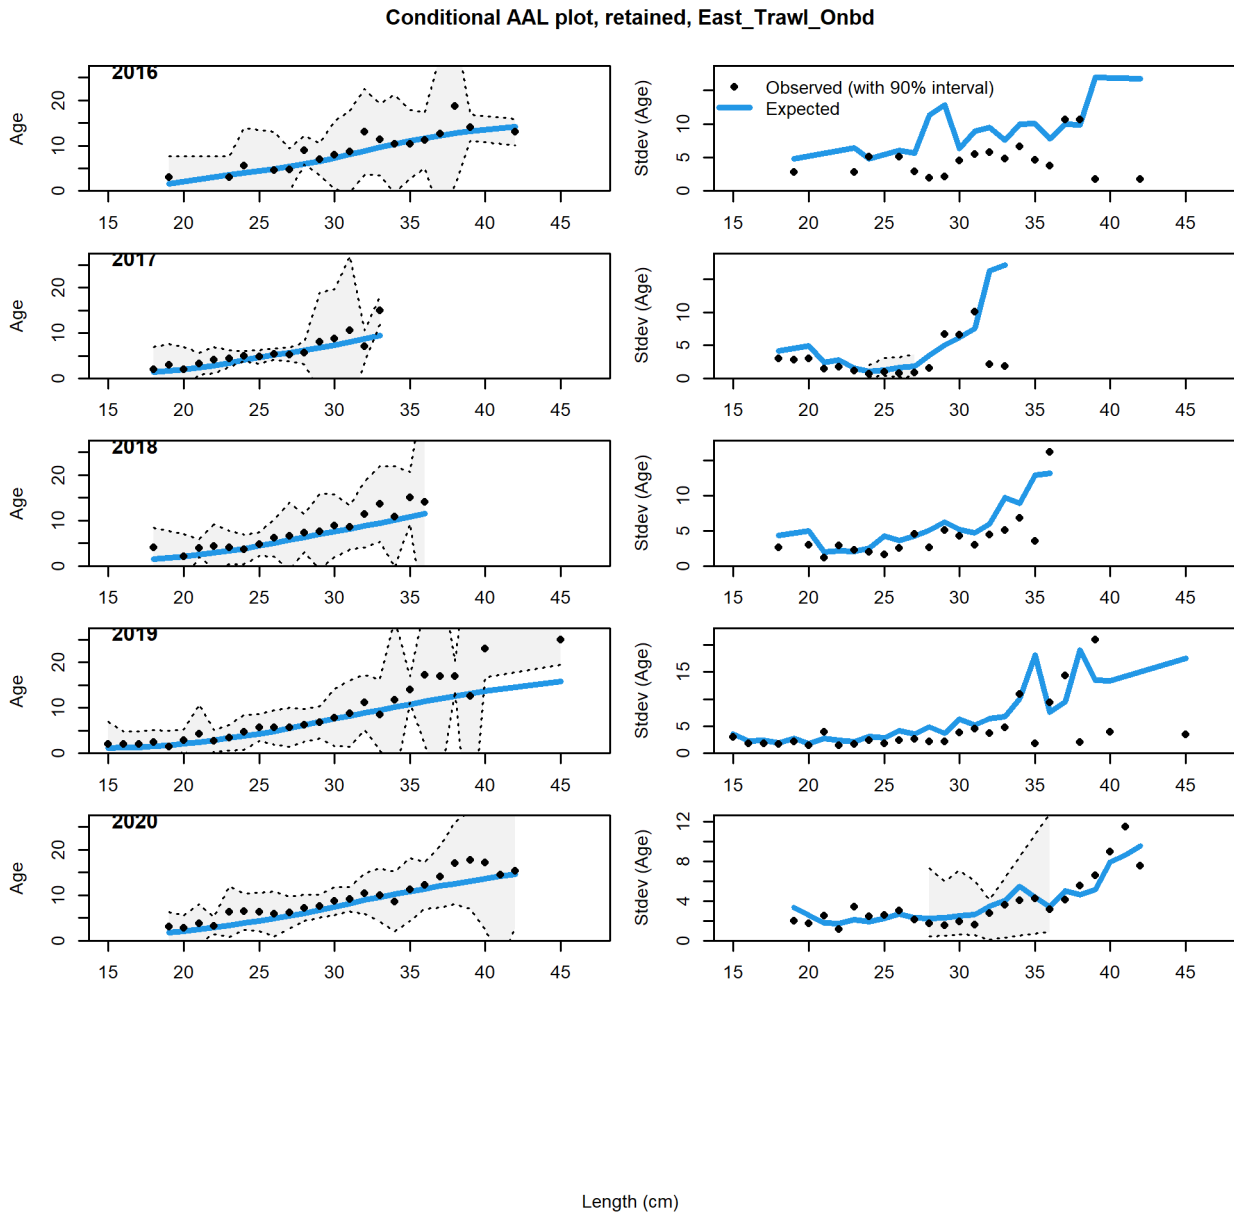 Conditional AAL plot, retained, East_Trawl_Onbd
2016
Age
0 10 20
15 20 25 30 35 40 45
Observed (with 90% interval)
Expected
Stdev (Age)
0 5 10
15 20 25 30 35 40 45
2017
Age
0 10 20
15 20 25 30 35 40 45
Stdev (Age)
0 5 10
15 20 25 30 35 40 45
2018
Age
0 10 20
15 20 25 30 35 40 45
Stdev (Age)
0 5 10
15 20 25 30 35 40 45
2019
Age
0 10 20
15 20 25 30 35 40 45
Stdev (Age)
0 5 15
15 20 25 30 35 40 45
2020
Age
0 10 20
15 20 25 30 35 40 45
Stdev (Age)
0 4 8 12
15 20 25 30 35 40 45
Length (cm)